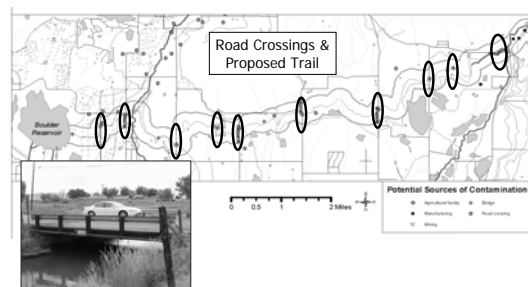 Road Crossings &
Proposed Trail
Boulder
Reservoir
0 0.5 1 2
Miles
Potential Sources of Contamination
Agricultural facility
Bridge
Manufacturing
Road crossing
Mining